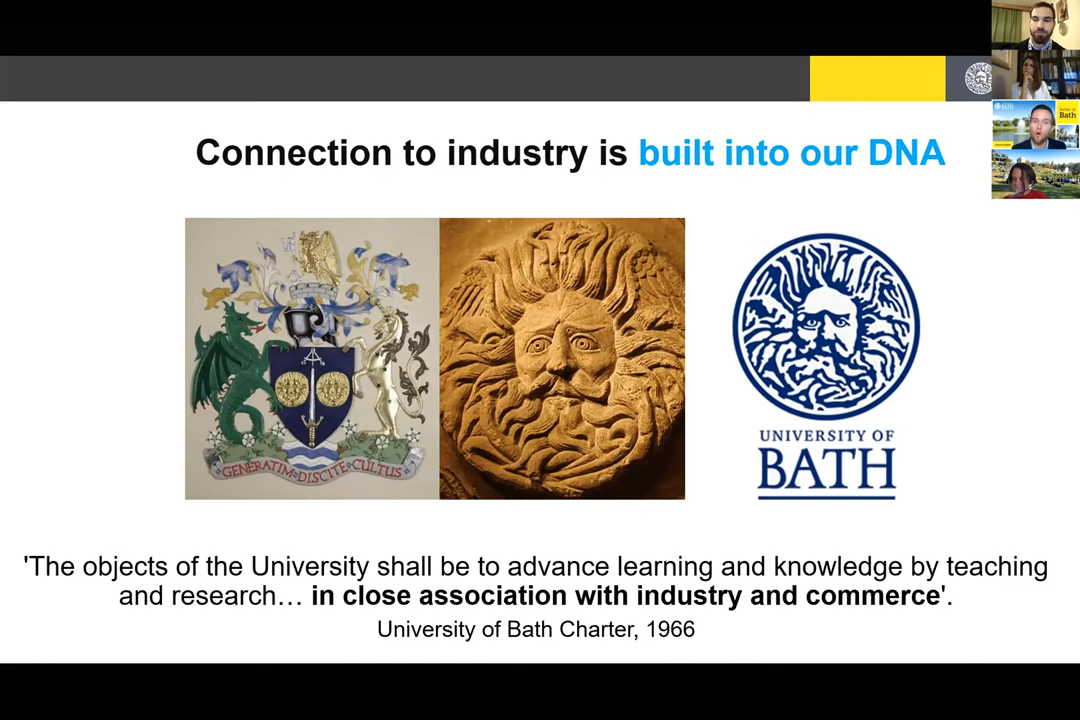 Connection to industry is built into our DNA
GENERATIM DISCITE CULTUS
UNIVERSITY OF
BATH
'The objects of the University shall be to advance learning and knowledge by teaching
and research… in close association with industry and commerce'.
University of Bath Charter, 1966
Bath